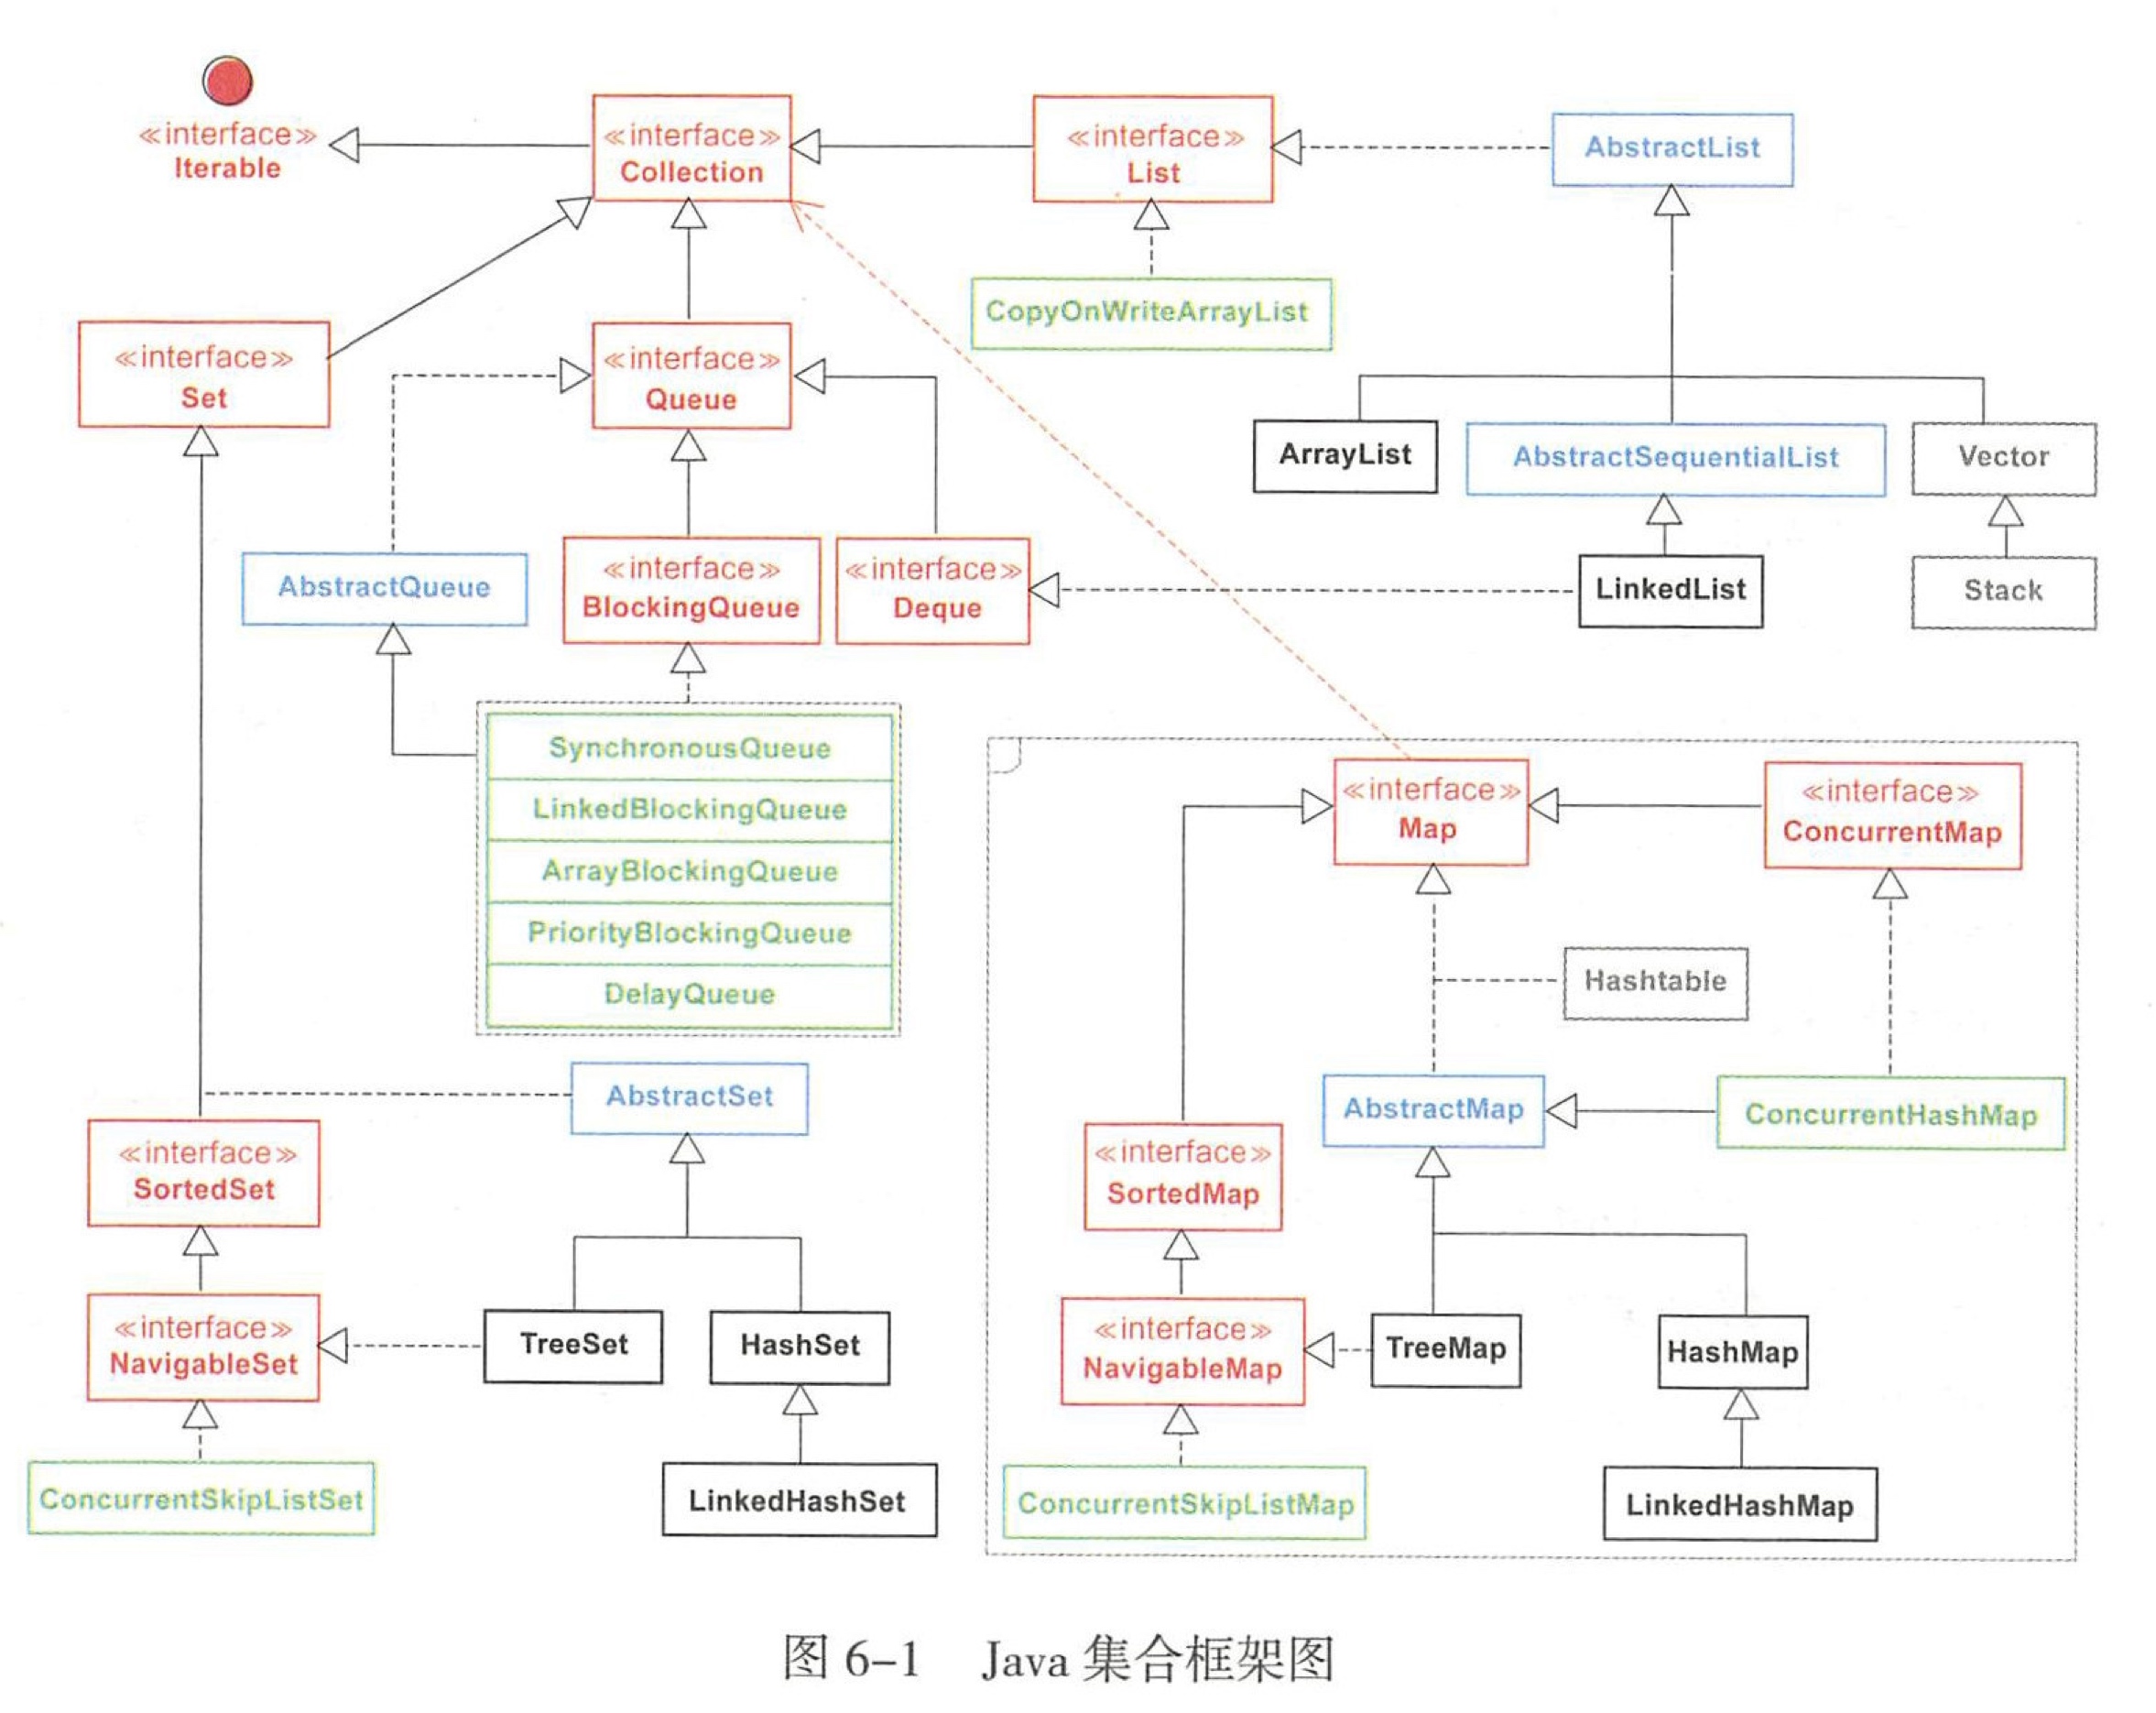 ≪interface≫
Iterable
≪interface≫
Collection
≪interface≫
List
AbstractList
CopyOnWriteArrayList
≪interface≫
Set
≪interface≫
Queue
ArrayList
AbstractSequentialList
Vector
AbstractQueue
≪interface≫
BlockingQueue
≪interface≫
Deque
LinkedList
Stack
SynchronousQueue
LinkedBlockingQueue
ArrayBlockingQueue
PriorityBlockingQueue
DelayQueue
≪interface≫
Map
≪interface≫
ConcurrentMap
Hashtable
AbstractSet
AbstractMap
ConcurrentHashMap
≪interface≫
SortedSet
≪interface≫
SortedMap
≪interface≫
NavigableSet
TreeSet
HashSet
≪interface≫
NavigableMap
TreeMap
HashMap
ConcurrentSkipListSet
LinkedHashSet
ConcurrentSkipListMap
LinkedHashMap
图 6-1 Java 集合框架图